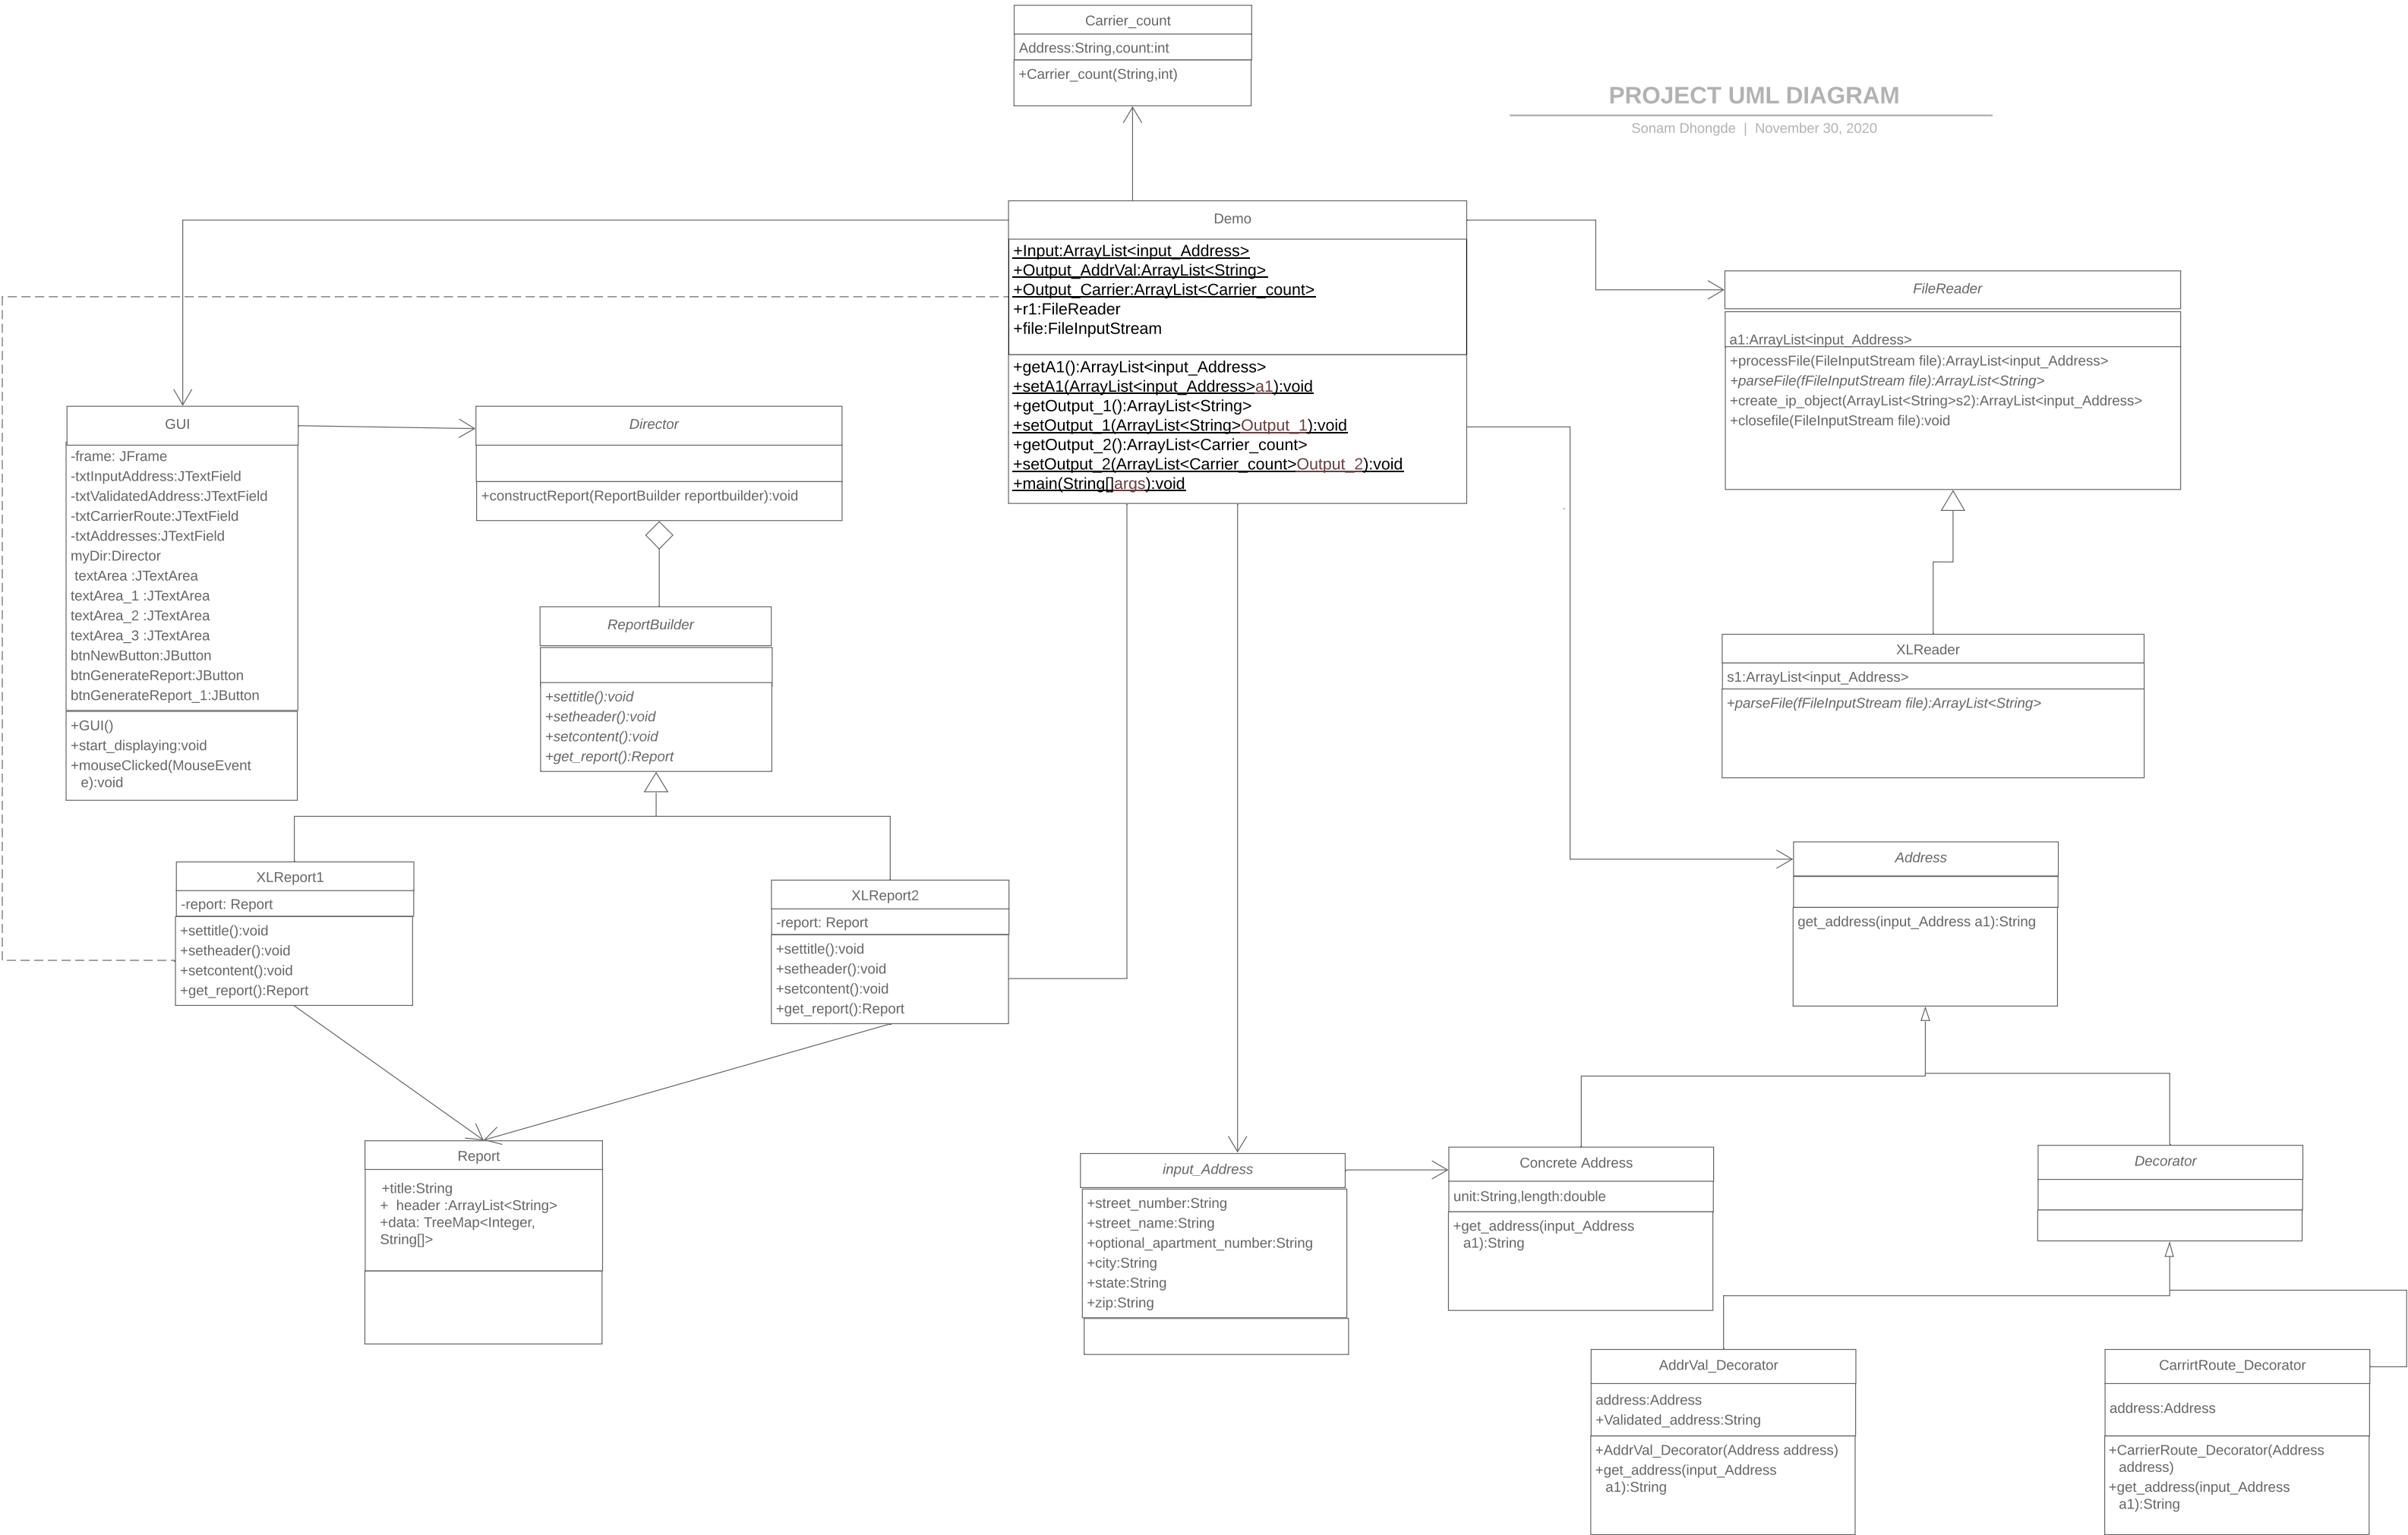 Carrier_count
Address:String,count:int
+Carrier_count(String,int)
PROJECT UML DIAGRAM
Sonam Dhongde | November 30, 2020
Demo
+Input:ArrayList<input_Address>
+Output_AddrVal:ArrayList<String>
+Output_Carrier:ArrayList<Carrier_count>
+r1:FileReader
+file:FileInputStream
+getA1():ArrayList<input_Address>
+setA1(ArrayList<input_Address>a1):void
+getOutput_1():ArrayList<String>
+setOutput_1(ArrayList<String>Output_1):void
+getOutput_2():ArrayList<Carrier_count>
+setOutput_2(ArrayList<Carrier_count>Output_2):void
+main(String[]args):void
FileReader
a1:ArrayList<input_Address>
+processFile(FileInputStream file):ArrayList<input_Address>
+parseFile(fFileInputStream file):ArrayList<String>
+create_ip_object(ArrayList<String>s2):ArrayList<input_Address>
+closefile(FileInputStream file):void
GUI
-frame: JFrame
-txtInputAddress:JTextField
-txtValidatedAddress:JTextField
-txtCarrierRoute:JTextField
-txtAddresses:JTextField
myDir:Director
textArea :JTextArea
textArea_1 :JTextArea
textArea_2 :JTextArea
textArea_3 :JTextArea
btnNewButton:JButton
btnGenerateReport:JButton
btnGenerateReport_1:JButton
+GUI()
+start_displaying:void
+mouseClicked(MouseEvent
e):void
Director
+constructReport(ReportBuilder reportbuilder):void
ReportBuilder
+settitle():void
+setheader():void
+setcontent():void
+get_report():Report
XLReader
s1:ArrayList<input_Address>
+parseFile(fFileInputStream file):ArrayList<String>
XLReport1
-report: Report
+settitle():void
+setheader():void
+setcontent():void
+get_report():Report
XLReport2
-report: Report
+settitle():void
+setheader():void
+setcontent():void
+get_report():Report
Address
get_address(input_Address a1):String
Report
+title:String
+ header :ArrayList<String>
+data: TreeMap<Integer,
String[]>
input_Address
+street_number:String
+street_name:String
+optional_apartment_number:String
+city:String
+state:String
+zip:String
Concrete Address
unit:String,length:double
+get_address(input_Address
a1):String
Decorator
AddrVal_Decorator
address:Address
+Validated_address:String
+AddrVal_Decorator(Address address)
+get_address(input_Address
a1):String
CarrirtRoute_Decorator
address:Address
+CarrierRoute_Decorator(Address
address)
+get_address(input_Address
a1):String